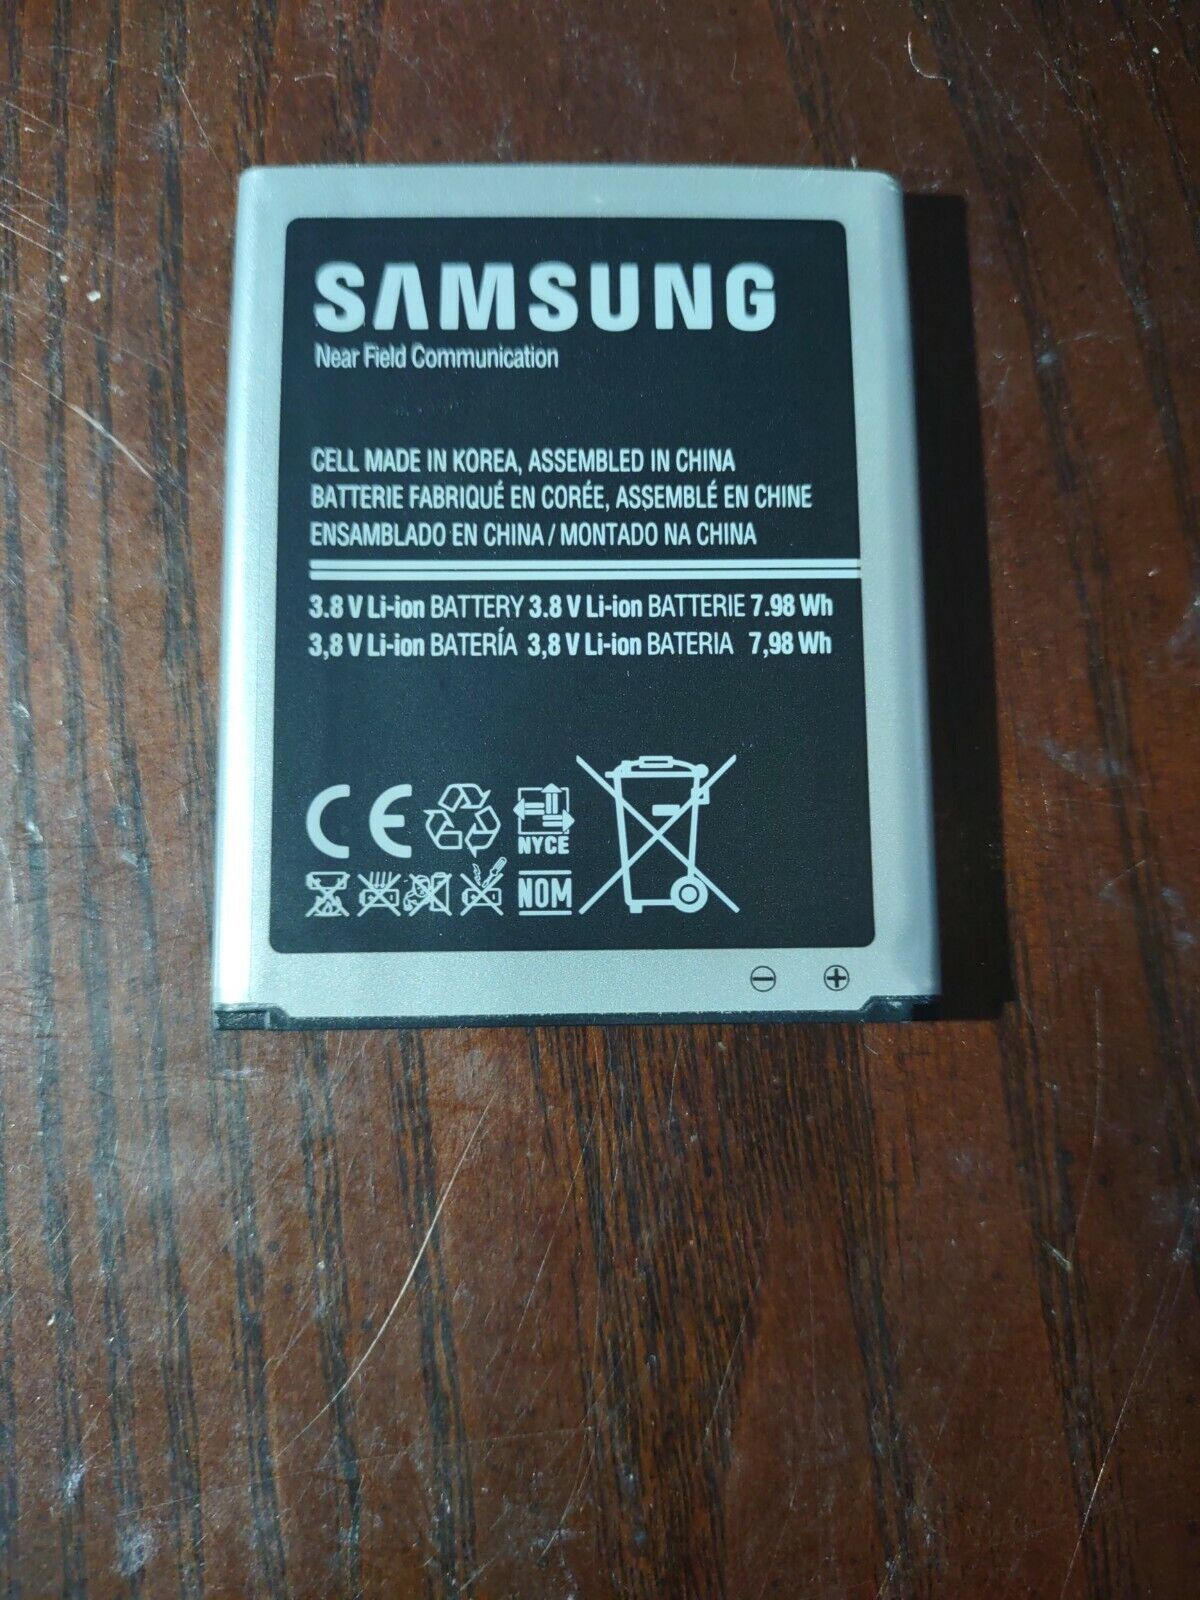 SAMSUNG
Near Field Communication
CELL MADE IN KOREA, ASSEMBLED IN CHINA
BATTERIE FABRIQUÉ EN CORÉE, ASSEMBLÉ EN CHINE
ENSAMBLADO EN CHINA / MONTADO NA CHINA
3.8 V Li-ion BATTERY 3.8 V Li-ion BATTERIE 7.98 Wh
3,8 V Li-ion BATERÍA 3,8 V Li-ion BATERIA 7,98 Wh
CE
NYCE
NOM
- +